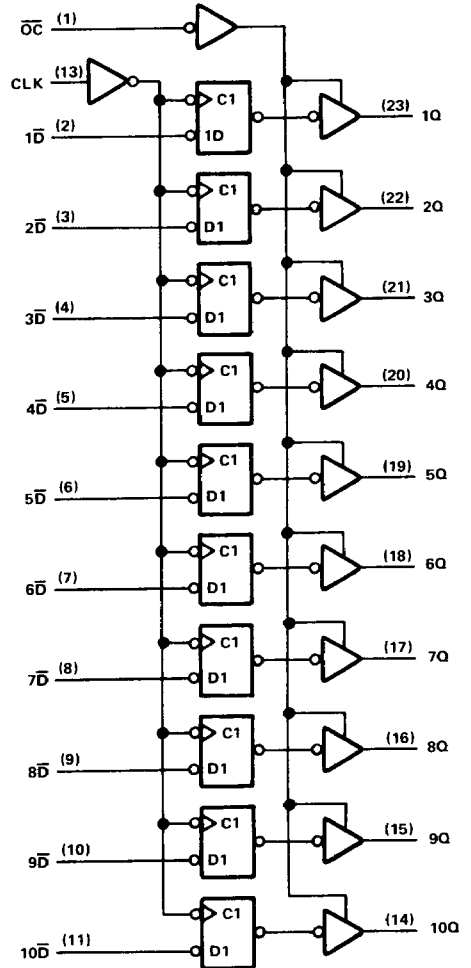 O̅C̅ (1)
CLK (13)
C1
1D̅ (2) 1D (23) 1Q
C1
2D̅ (3) D1 (22) 2Q
C1
3D̅ (4) D1 (21) 3Q
C1
4D̅ (5) D1 (20) 4Q
C1
5D̅ (6) D1 (19) 5Q
C1
6D̅ (7) D1 (18) 6Q
C1
7D̅ (8) D1 (17) 7Q
C1
8D̅ (9) D1 (16) 8Q
C1
9D̅ (10) D1 (15) 9Q
C1
10D̅ (11) D1 (14) 10Q